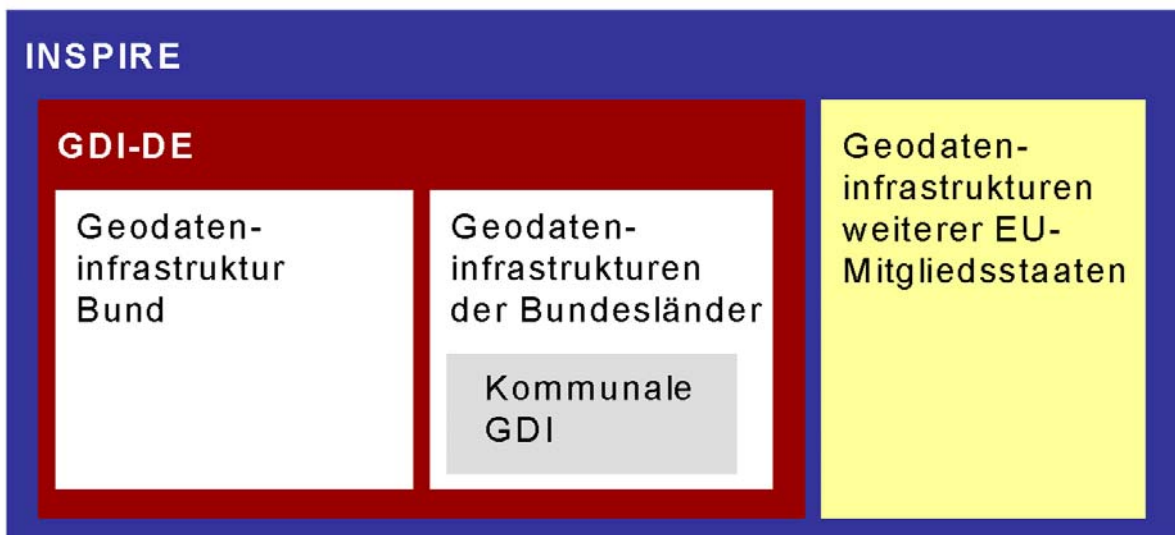 INSPIRE
GDI-DE
Geodaten-
infrastruktur
Bund
Geodaten-
infrastrukturen
der Bundesländer
Kommunale
GDI
Geodaten-
infrastrukturen
weiterer EU-
Mitgliedsstaaten